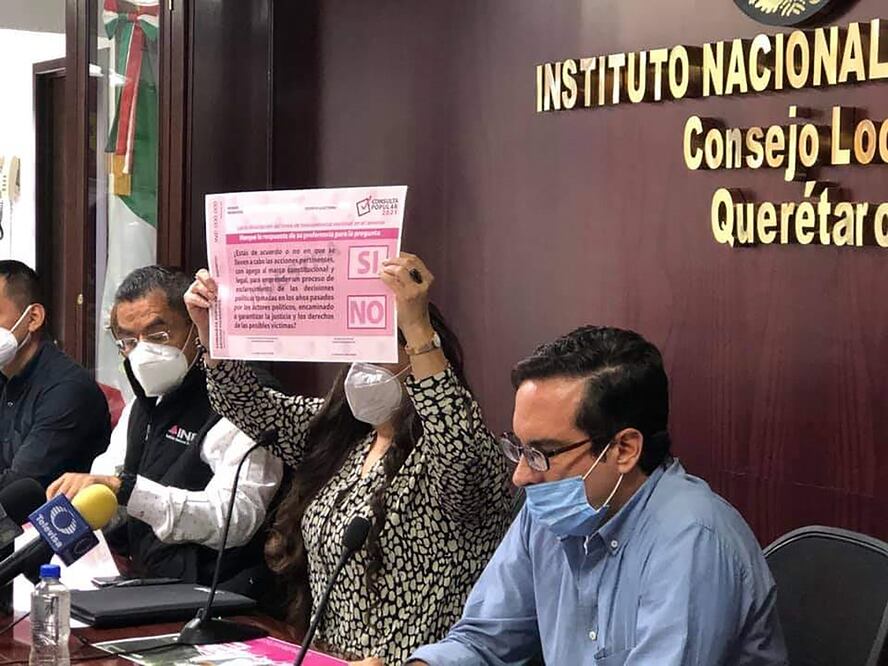 INSTITUTO NACIONAL
Consejo Loc
Querétaro
CONSULTA
POPULAR
2021
Marque la respuesta de su preferencia para la pregunta
¿Estás de acuerdo o no en que se
lleven a cabo las acciones pertinentes,
con apego al marco constitucional y
legal, para emprender un proceso de
esclarecimiento de las decisiones
políticas tomadas en los años pasados
por los actores políticos, encaminado
a garantizar la justicia y los derechos
de las posibles víctimas?
SI
NO
INE
Televisa